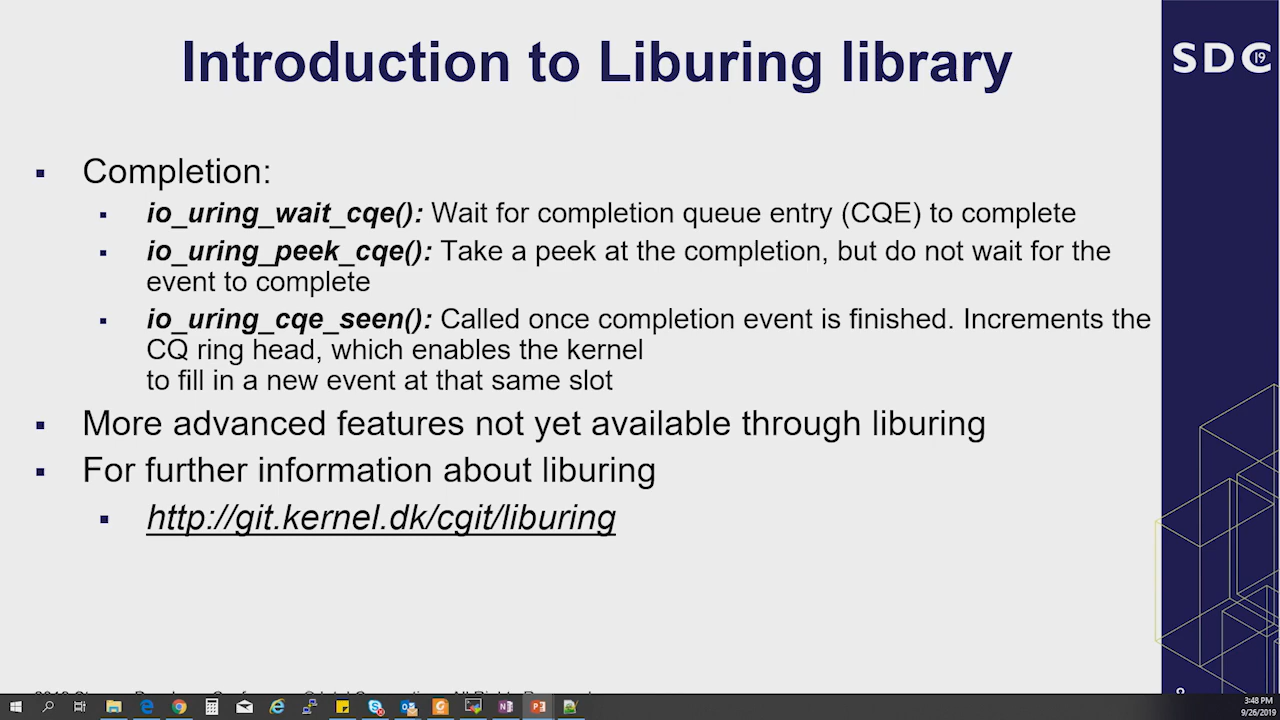 Introduction to Liburing library
SDC 19
▪ Completion:
▪ io_uring_wait_cqe(): Wait for completion queue entry (CQE) to complete
▪ io_uring_peek_cqe(): Take a peek at the completion, but do not wait for the
event to complete
▪ io_uring_cqe_seen(): Called once completion event is finished. Increments the
CQ ring head, which enables the kernel
to fill in a new event at that same slot
▪ More advanced features not yet available through liburing
▪ For further information about liburing
▪ http://git.kernel.dk/cgit/liburing
3:48 PM
9/26/2019